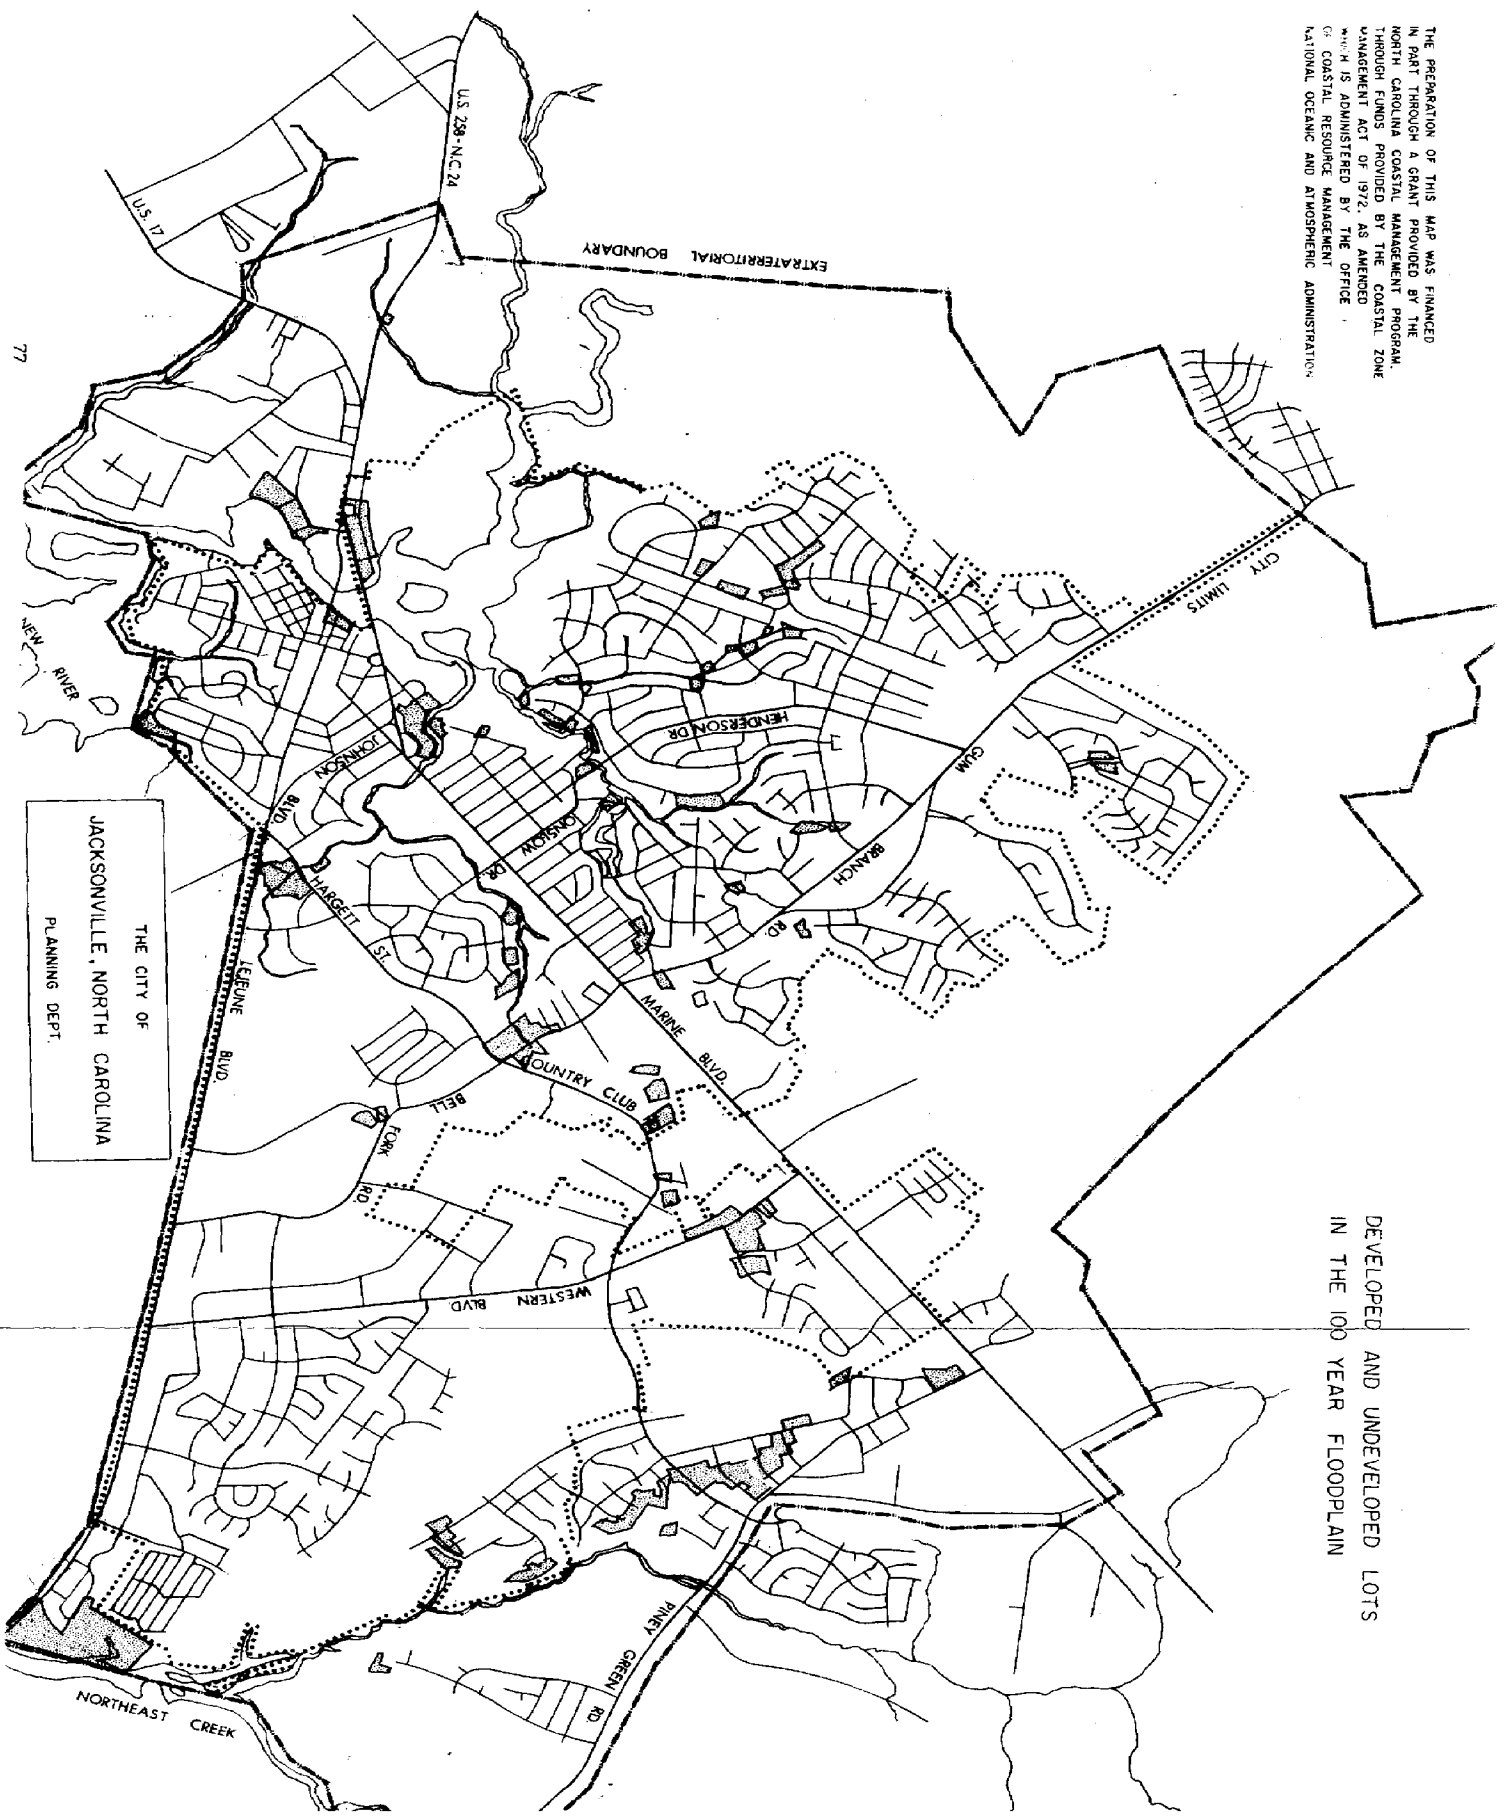 THE PREPARATION OF THIS MAP WAS FINANCED
IN PART THROUGH A GRANT PROVIDED BY THE
NORTH CAROLINA COASTAL MANAGEMENT PROGRAM,
THROUGH FUNDS PROVIDED BY THE COASTAL ZONE
MANAGEMENT ACT OF 1972, AS AMENDED
WHICH IS ADMINISTERED BY THE OFFICE
OF COASTAL RESOURCE MANAGEMENT
NATIONAL OCEANIC AND ATMOSPHERIC ADMINISTRATION
DEVELOPED AND UNDEVELOPED LOTS
IN THE 100 YEAR FLOODPLAIN
EXTRATERRITORIAL BOUNDARY
U.S. 258-N.C. 24
U.S. 17
CITY LIMITS
GUM BRANCH RD.
HENDERSON DR.
ONSLOW DR.
JOHNSON BLVD.
MARINE BLVD.
HARGETT ST.
COUNTRY CLUB
BELL FORK RD.
WESTERN BLVD.
LEJEUNE BLVD.
PINEY GREEN RD.
NEW RIVER
NORTHEAST CREEK
THE CITY OF
JACKSONVILLE, NORTH CAROLINA
PLANNING DEPT.
77